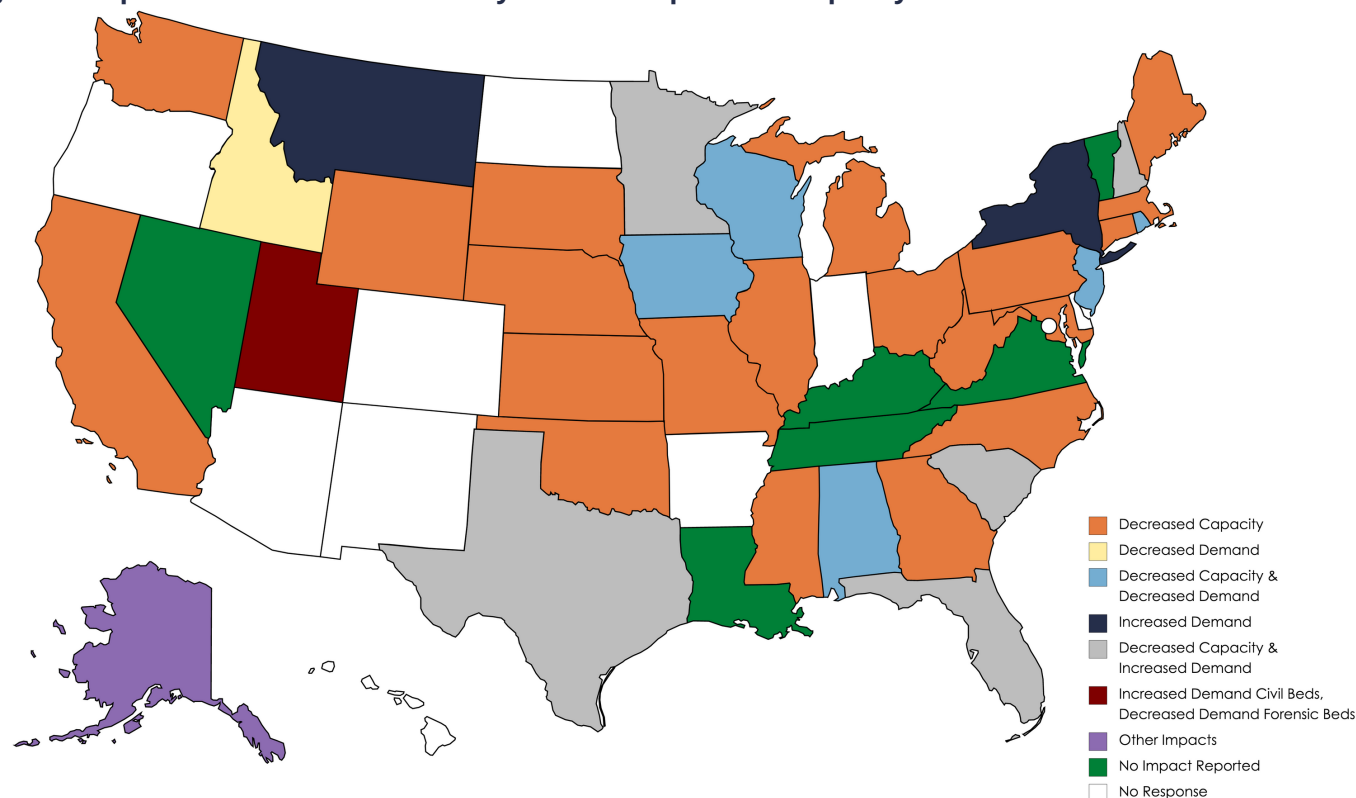 Decreased Capacity
Decreased Demand
Decreased Capacity &
Decreased Demand
Increased Demand
Decreased Capacity &
Increased Demand
Increased Demand Civil Beds,
Decreased Demand Forensic Beds
Other Impacts
No Impact Reported
No Response